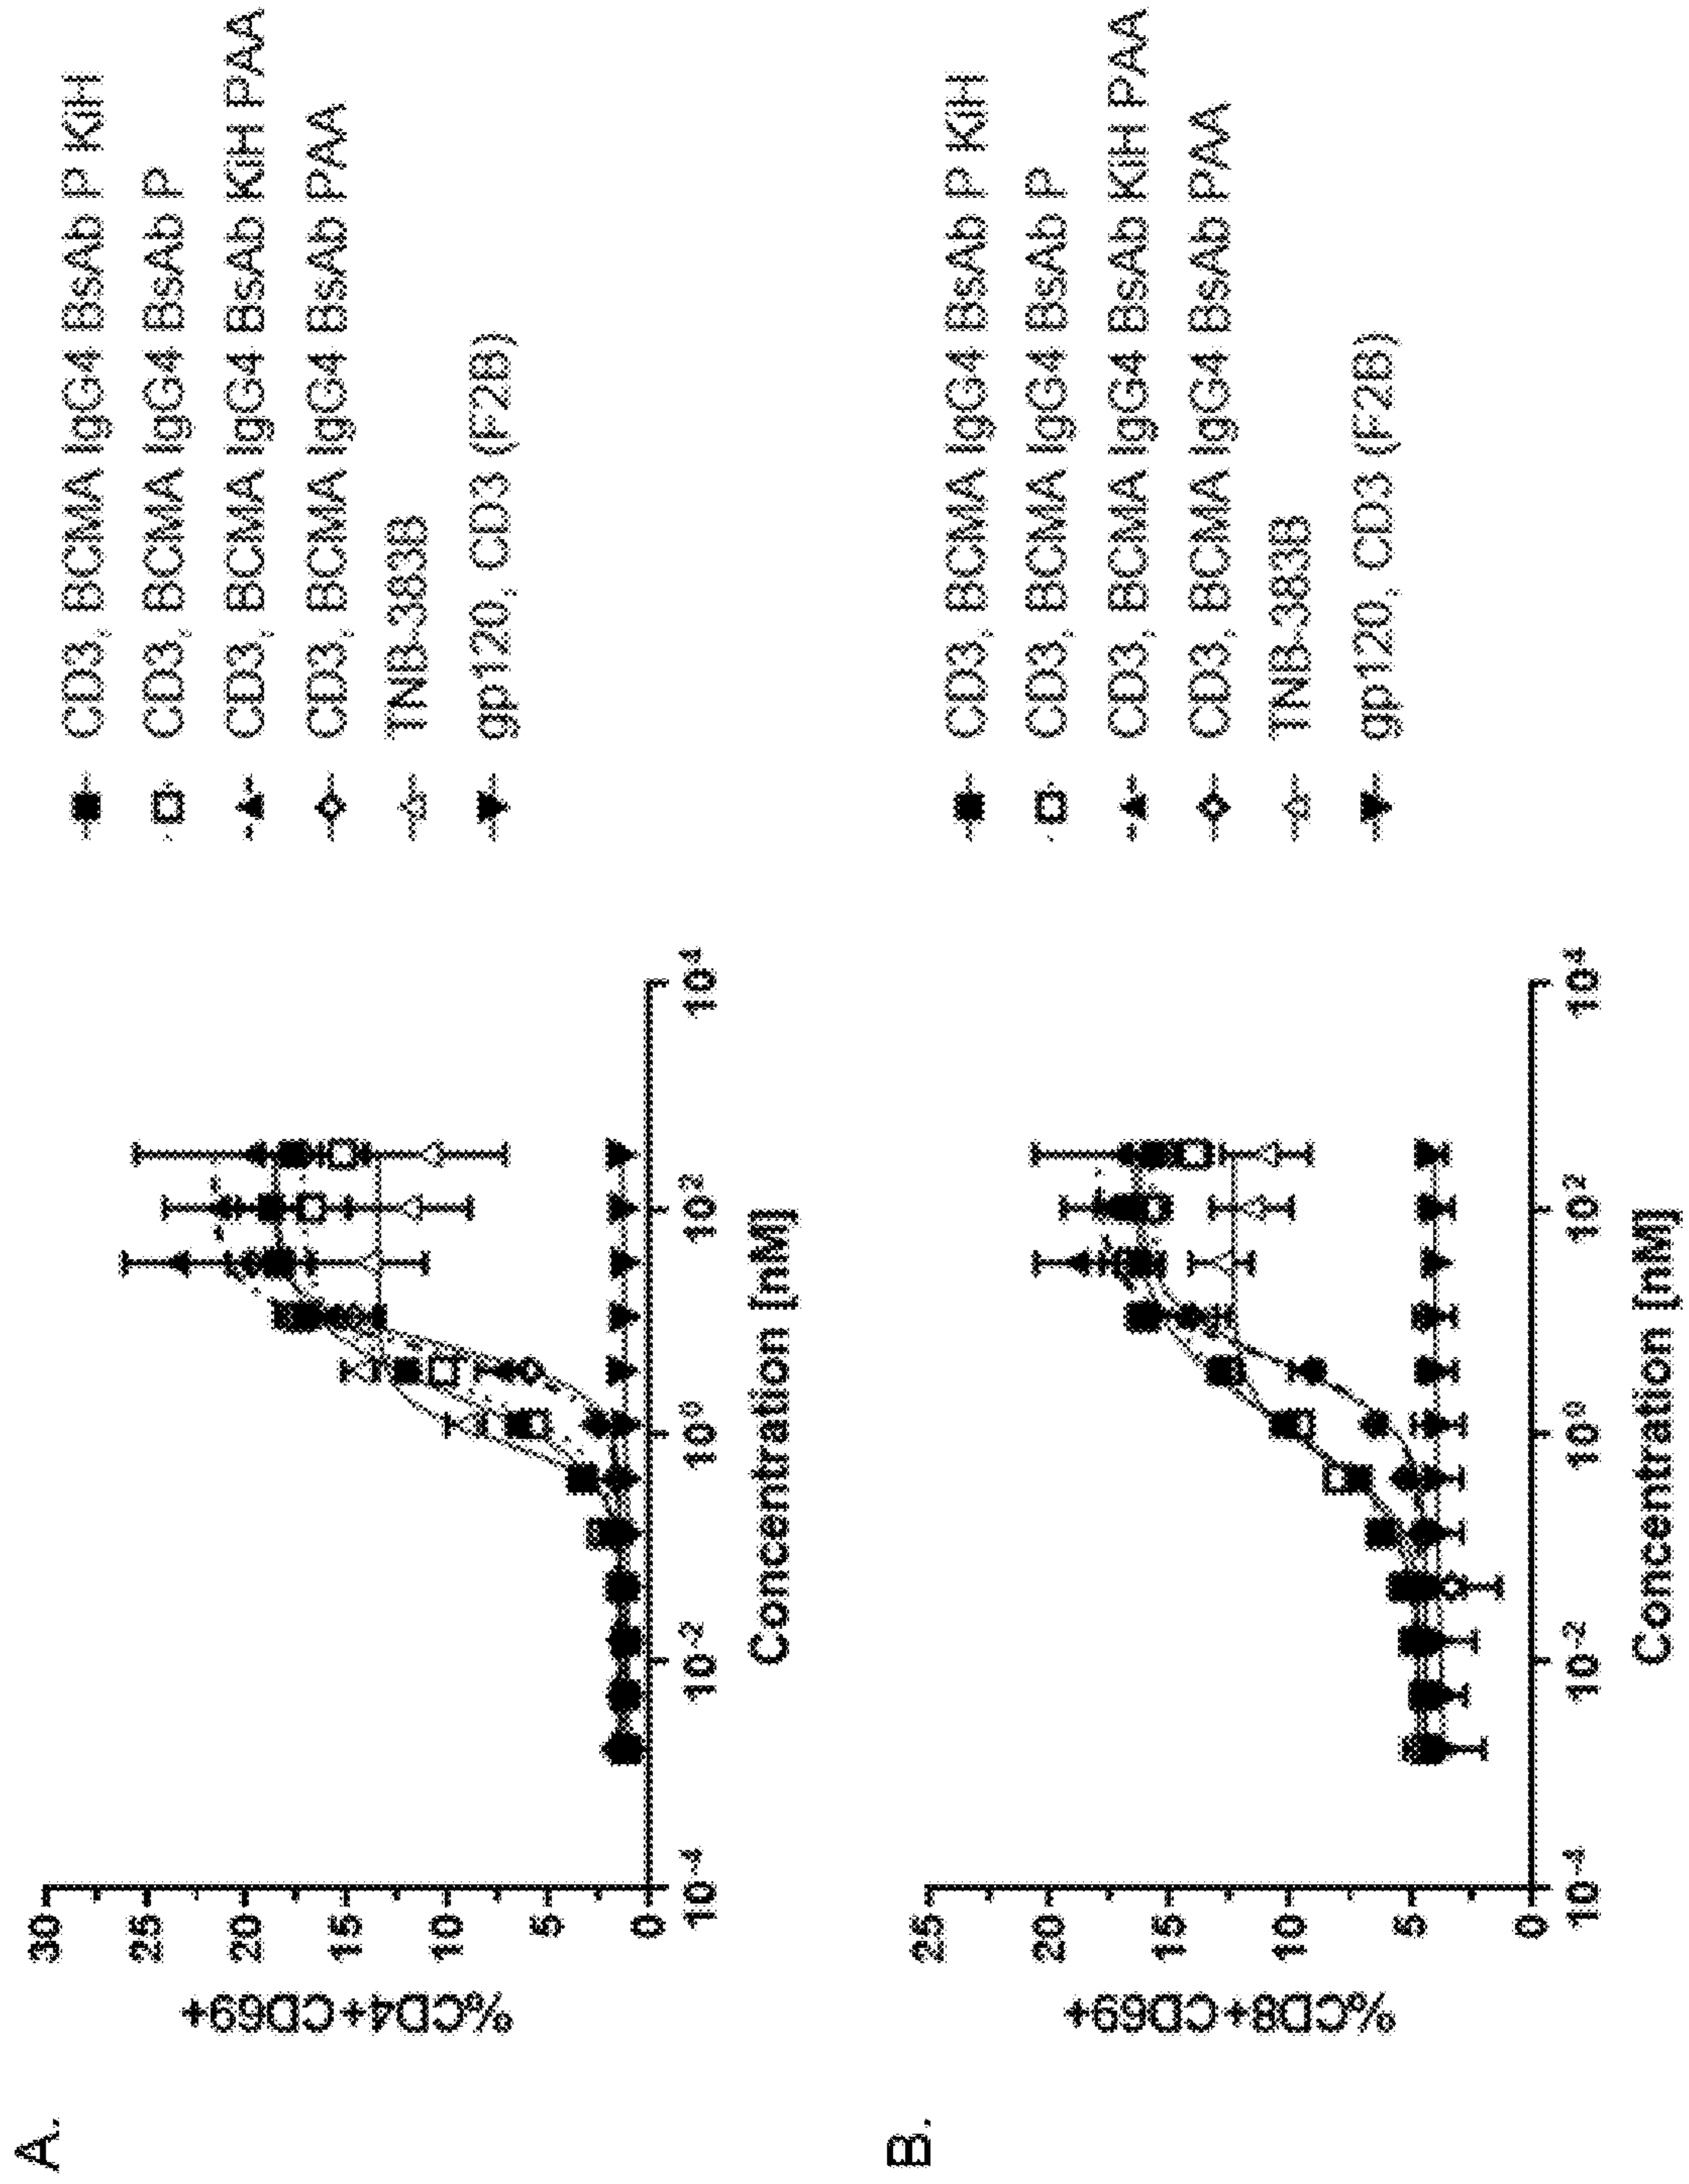 A.
%CD4+CD69+
30
25
20
15
10
5
0
10-4
10-2
100
102
104
Concentration [nM]
CD3, BCMA IgG4 BsAb P KiH
CD3, BCMA IgG4 BsAb P
CD3, BCMA IgG4 BsAb KiH PAA
CD3, BCMA IgG4 BsAb PAA
TNB-383B
gp120, CD3 (F2B)
B.
%CD8+CD69+
25
20
15
10
5
0
10-4
10-2
100
102
104
Concentration [nM]
CD3, BCMA IgG4 BsAb P KiH
CD3, BCMA IgG4 BsAb P
CD3, BCMA IgG4 BsAb KiH PAA
CD3, BCMA IgG4 BsAb PAA
TNB-383B
gp120, CD3 (F2B)